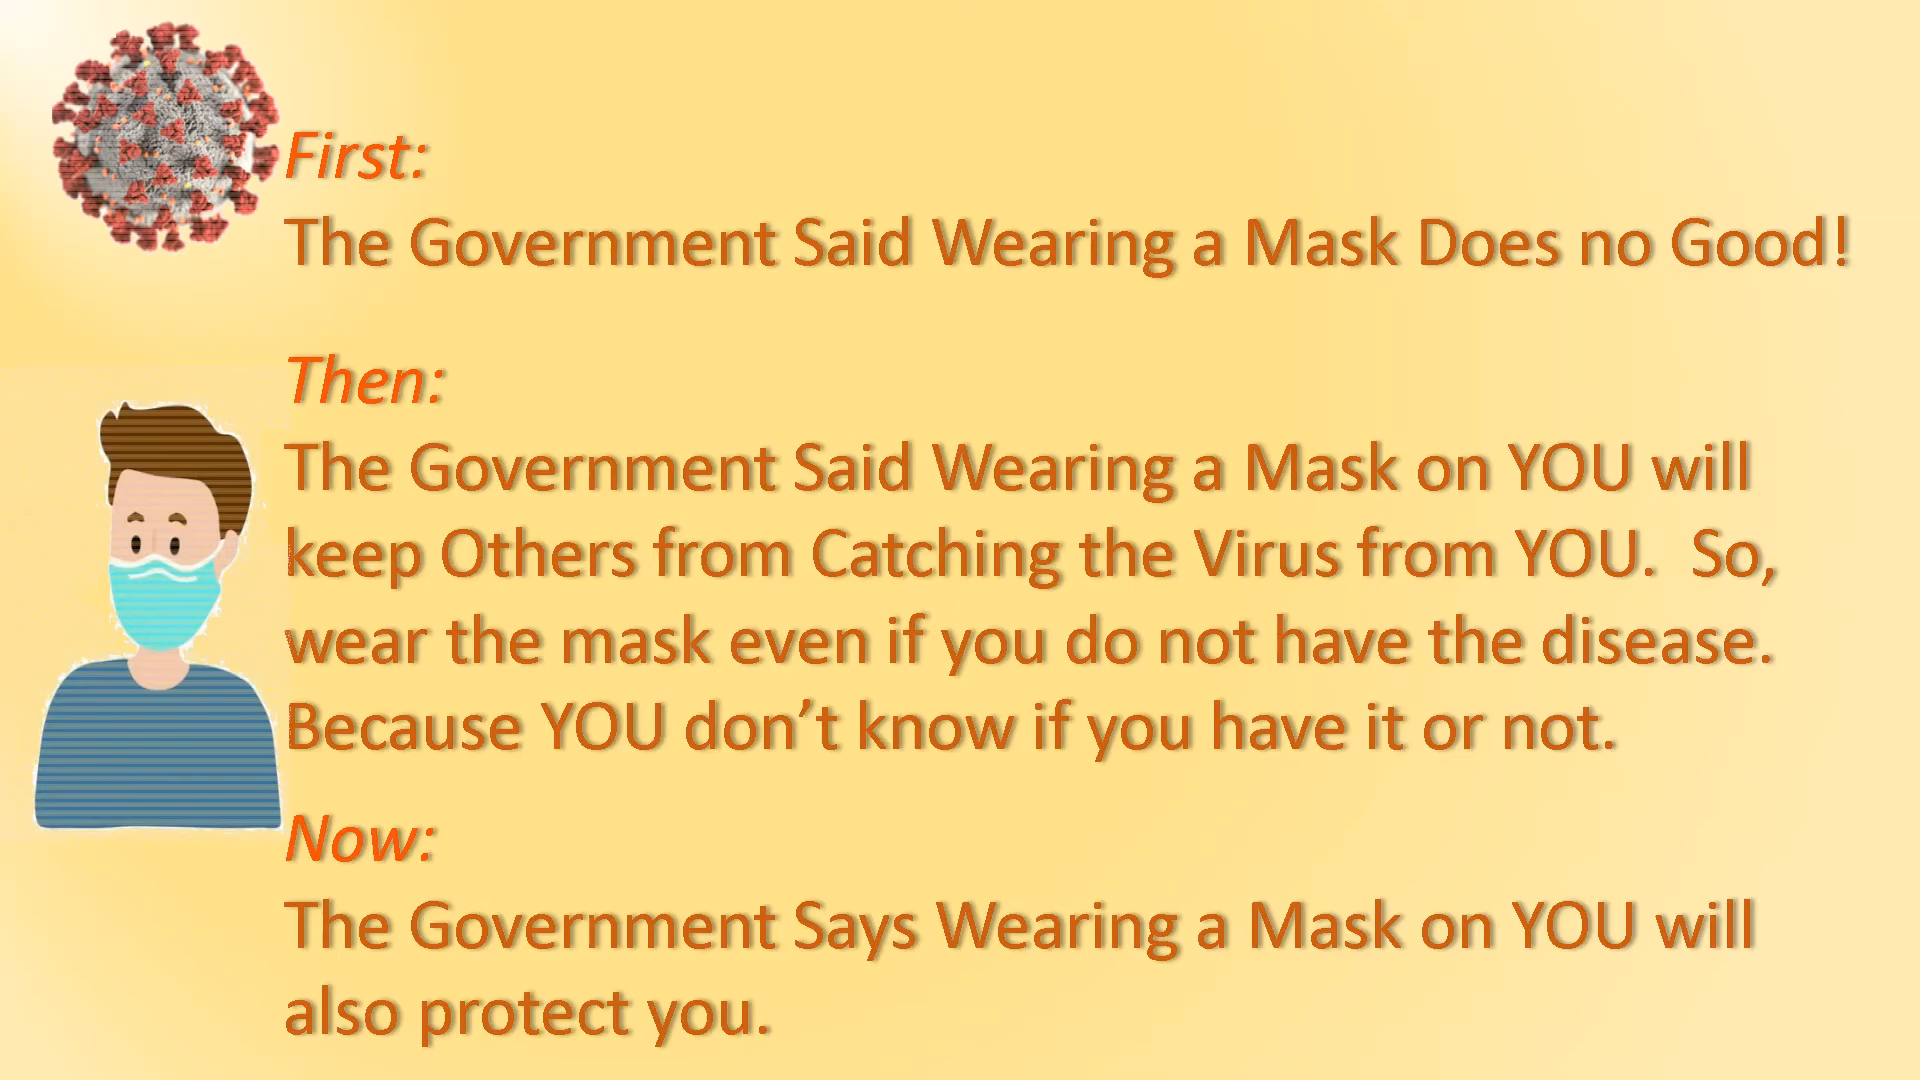 First:
The Government Said Wearing a Mask Does no Good!
Then:
The Government Said Wearing a Mask on YOU will
keep Others from Catching the Virus from YOU.  So,
wear the mask even if you do not have the disease.
Because YOU don’t know if you have it or not.
Now:
The Government Says Wearing a Mask on YOU will
also protect you.